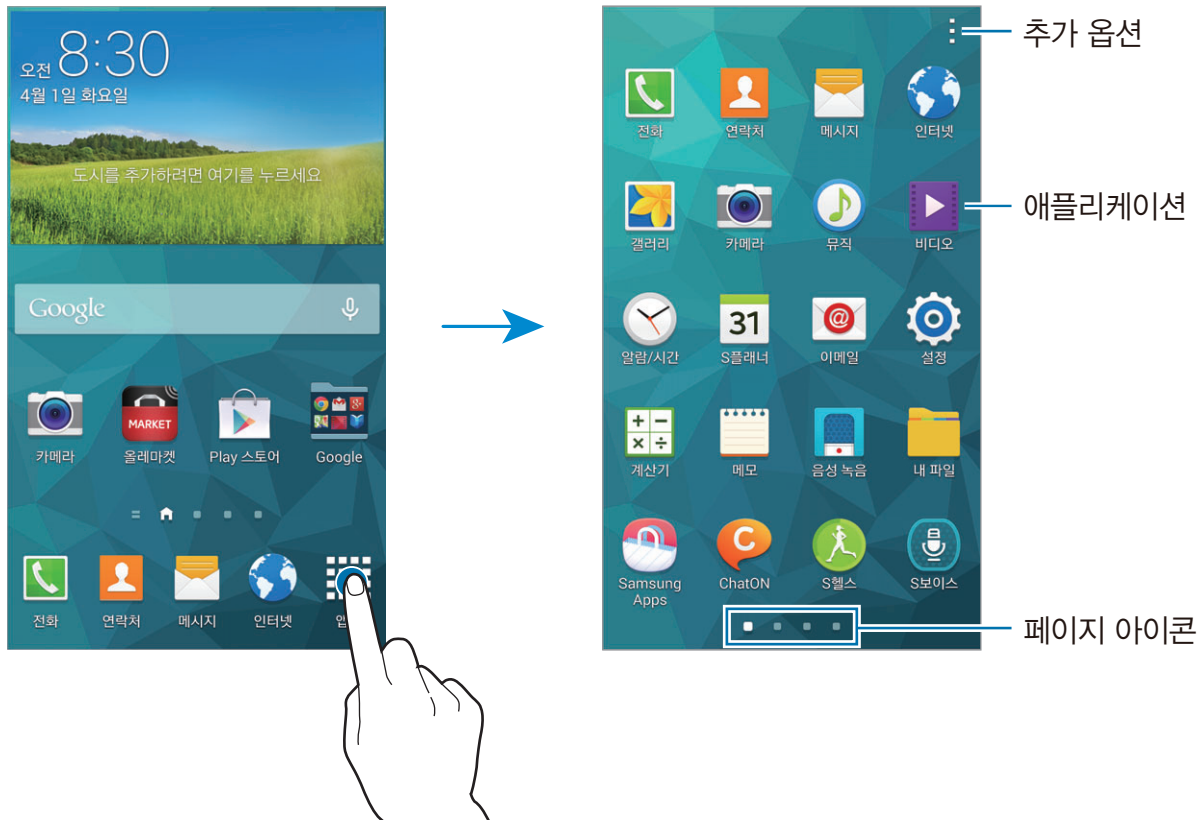 오전 8:30
4월 1일 화요일
도시를 추가하려면 여기를 누르세요
Google
MARKET
카메라 올레마켓 Play 스토어 Google
전화 연락처 메시지 인터넷
추가 옵션
전화 연락처 메시지 인터넷
애플리케이션
갤러리 카메라 뮤직 비디오
31
@
알람/시간 S플래너 이메일 설정
계산기 메모 음성 녹음 내 파일
C
Samsung Apps ChatON S헬스 S보이스
페이지 아이콘